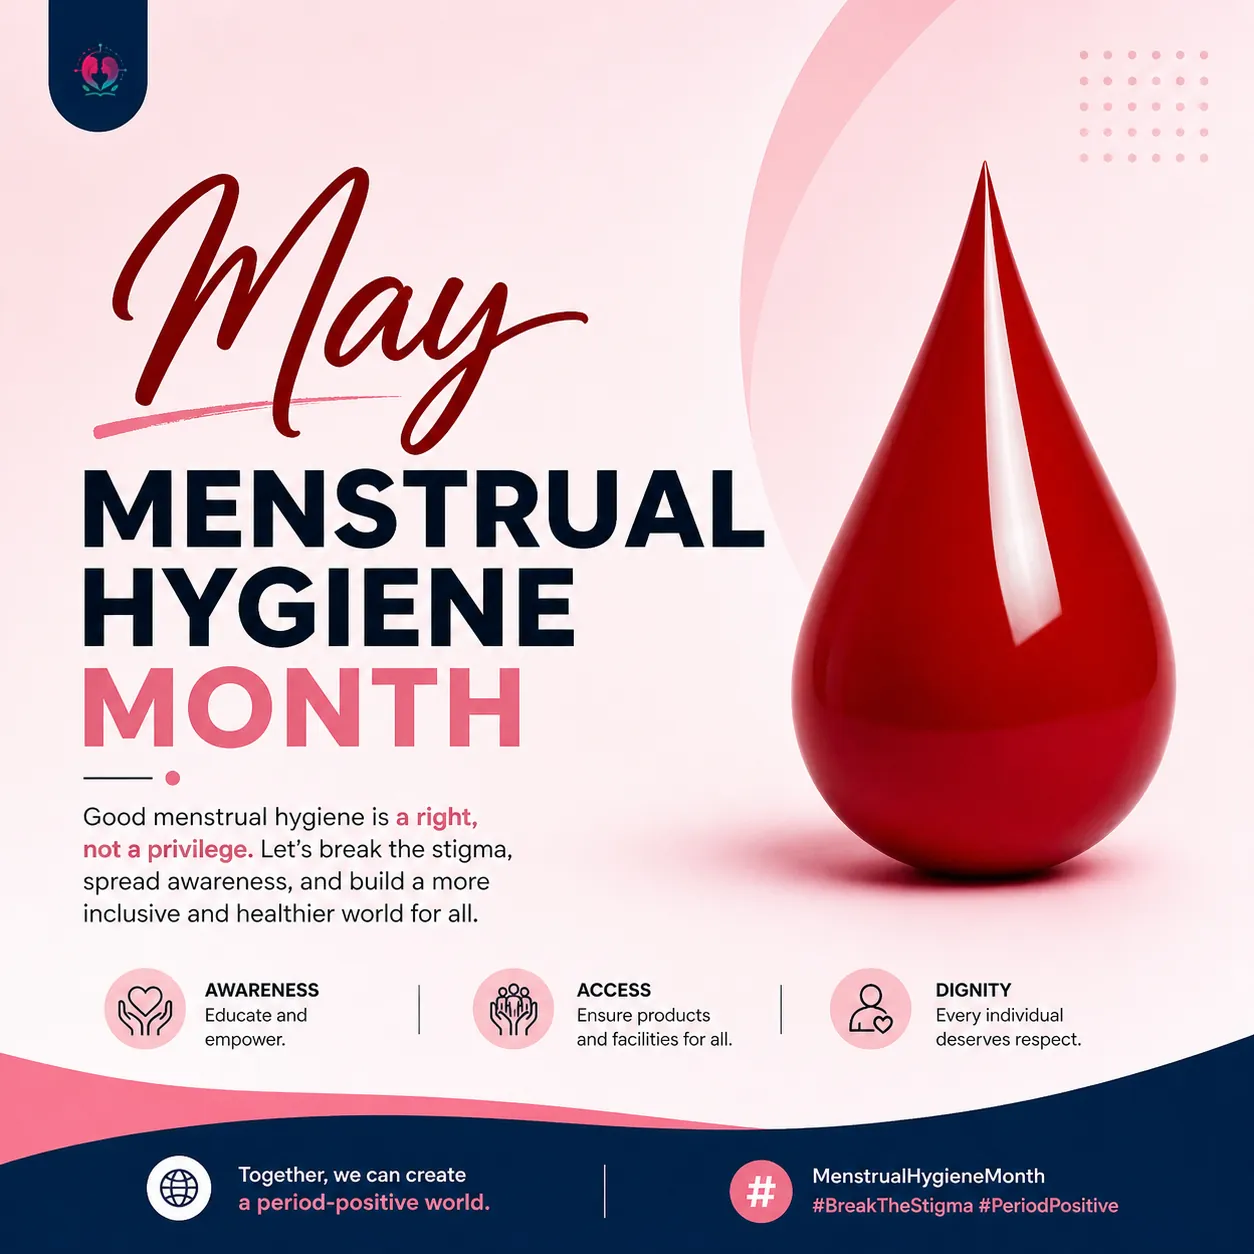 May
MENSTRUAL
HYGIENE
MONTH
Good menstrual hygiene is a right,
not a privilege. Let's break the stigma,
spread awareness, and build a more
inclusive and healthier world for all.
AWARENESS
Educate and
empower.
ACCESS
Ensure products
and facilities for all.
DIGNITY
Every individual
deserves respect.
Together, we can create
a period-positive world.
#
MenstrualHygieneMonth
#BreakTheStigma #PeriodPositive